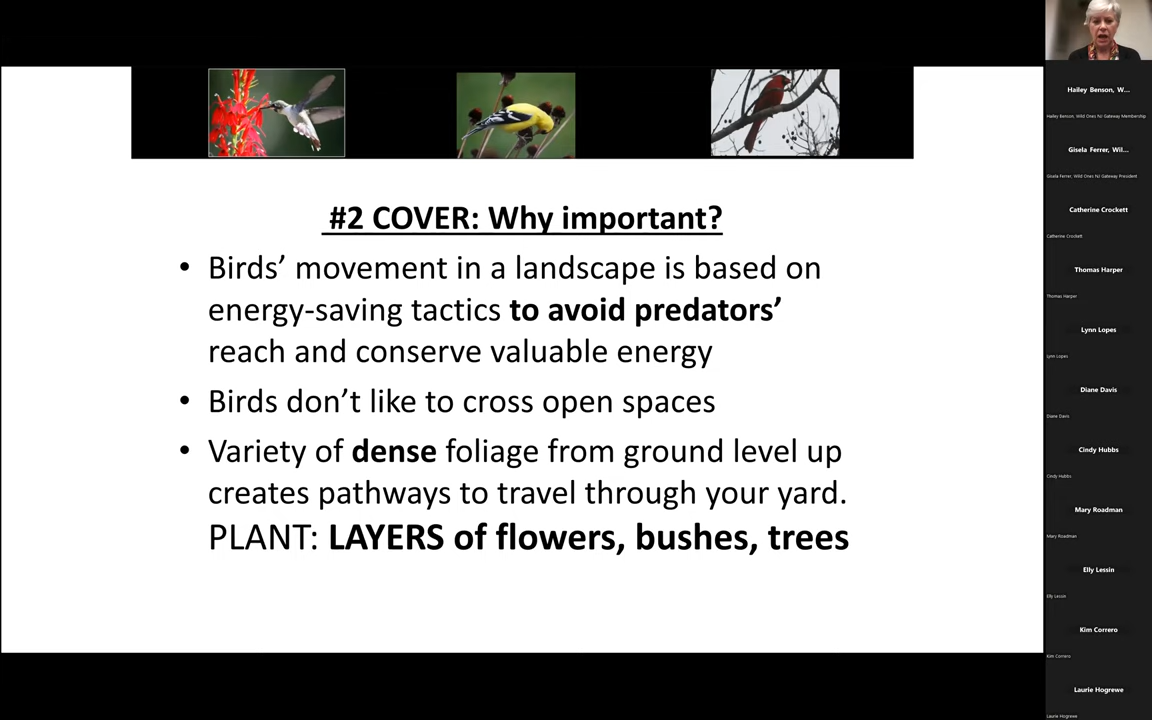 #2 COVER: Why important?
• Birds’ movement in a landscape is based on
energy-saving tactics to avoid predators’
reach and conserve valuable energy
• Birds don’t like to cross open spaces
• Variety of dense foliage from ground level up
creates pathways to travel through your yard.
PLANT: LAYERS of flowers, bushes, trees
Hailey Benson, W...
Hailey Benson, Wild Ones NJ Gateway Membership
Gisela Ferrer, Wil...
Gisela Ferrer, Wild Ones NJ Gateway President
Catherine Crockett
Catherine Crockett
Thomas Harper
Thomas Harper
Lynn Lopes
Lynn Lopes
Diane Davis
Diane Davis
Cindy Hubbs
Cindy Hubbs
Mary Roadman
Mary Roadman
Elly Lessin
Elly Lessin
Kim Correro
Kim Correro
Laurie Hogrewe
Laurie Hogrewe